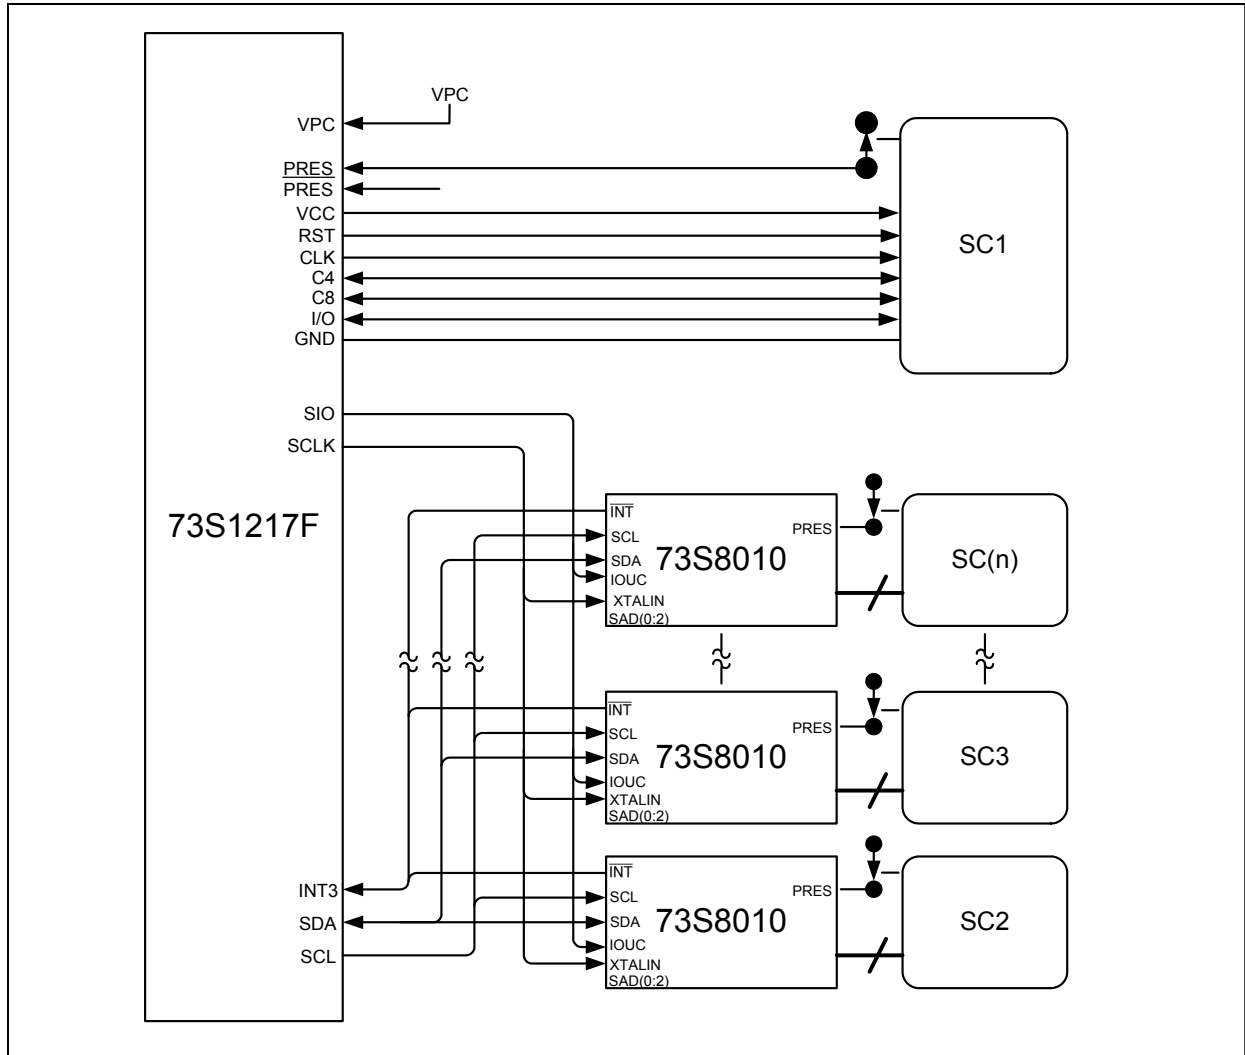 VPC
VPC
PRES
PRES
VCC
RST
CLK
C4
C8
I/O
GND
SC1
SIO
SCLK
73S1217F
INT
SCL
SDA
IOUC
XTALIN
SAD(0:2)
73S8010
PRES
SC(n)
INT
SCL
SDA
IOUC
XTALIN
SAD(0:2)
73S8010
PRES
SC3
INT
SCL
SDA
IOUC
XTALIN
SAD(0:2)
73S8010
PRES
SC2
INT3
SDA
SCL